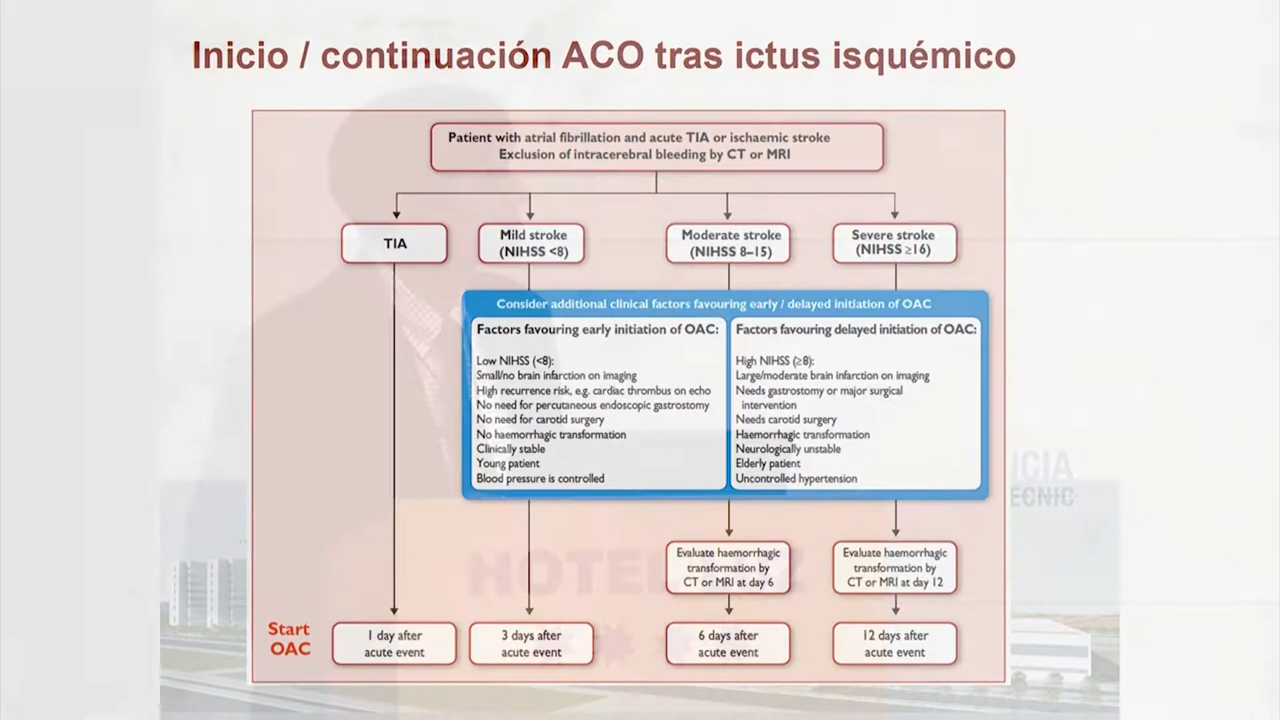 Inicio / continuación ACO tras ictus isquémico
Patient with atrial fibrillation and acute TIA or ischaemic stroke
Exclusion of intracerebral bleeding by CT or MRI
TIA
Mild stroke
(NIHSS <8)
Moderate stroke
(NIHSS 8–15)
Severe stroke
(NIHSS ≥16)
Consider additional clinical factors favouring early / delayed initiation of OAC
Factors favouring early initiation of OAC:
Low NIHSS (<8):
Small/no brain infarction on imaging
High recurrence risk, e.g. cardiac thrombus on echo
No need for percutaneous endoscopic gastrostomy
No need for carotid surgery
No haemorrhagic transformation
Clinically stable
Young patient
Blood pressure is controlled
Factors favouring delayed initiation of OAC:
High NIHSS (≥8):
Large/moderate brain infarction on imaging
Needs gastrostomy or major surgical
intervention
Needs carotid surgery
Haemorrhagic transformation
Neurologically unstable
Elderly patient
Uncontrolled hypertension
Evaluate haemorrhagic
transformation by
CT or MRI at day 6
Evaluate haemorrhagic
transformation by
CT or MRI at day 12
Start
OAC
1 day after
acute event
3 days after
acute event
6 days after
acute event
12 days after
acute event
HOTEL
NCIA
ECNIC